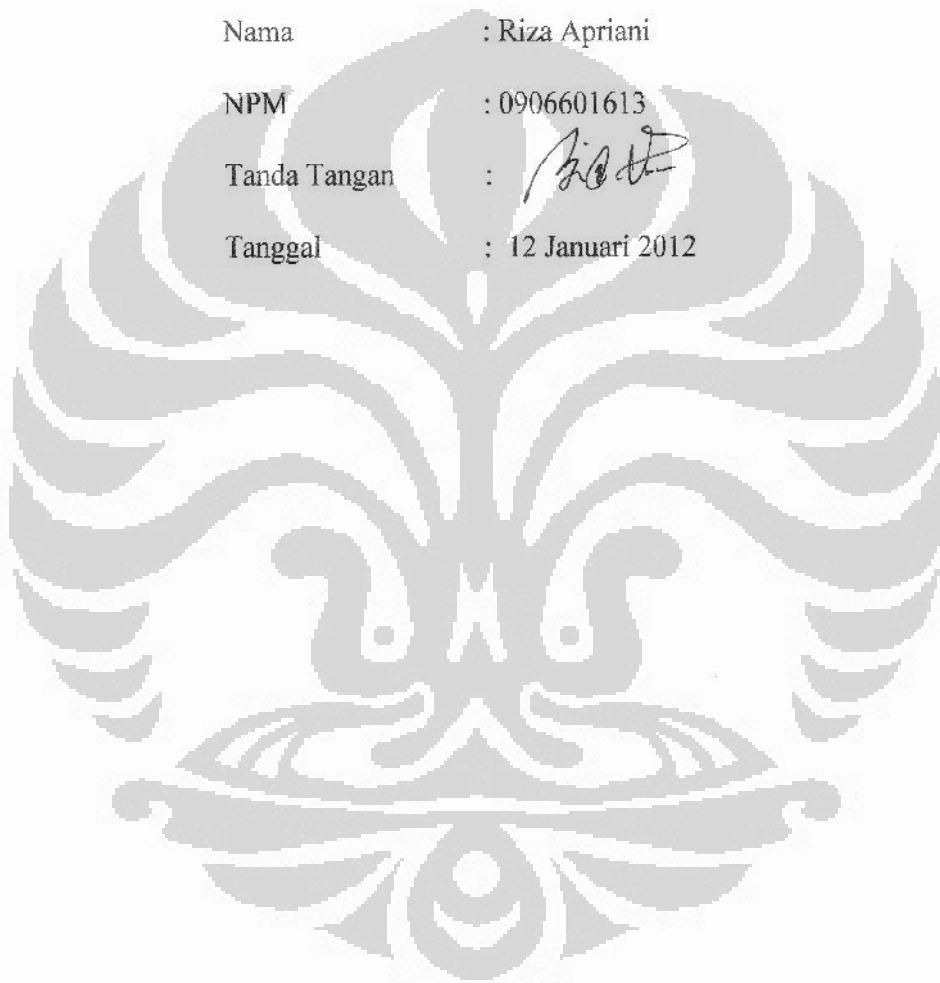 Nama : Riza Apriani
NPM : 0906601613
Tanda Tangan :
Tanggal : 12 Januari 2012